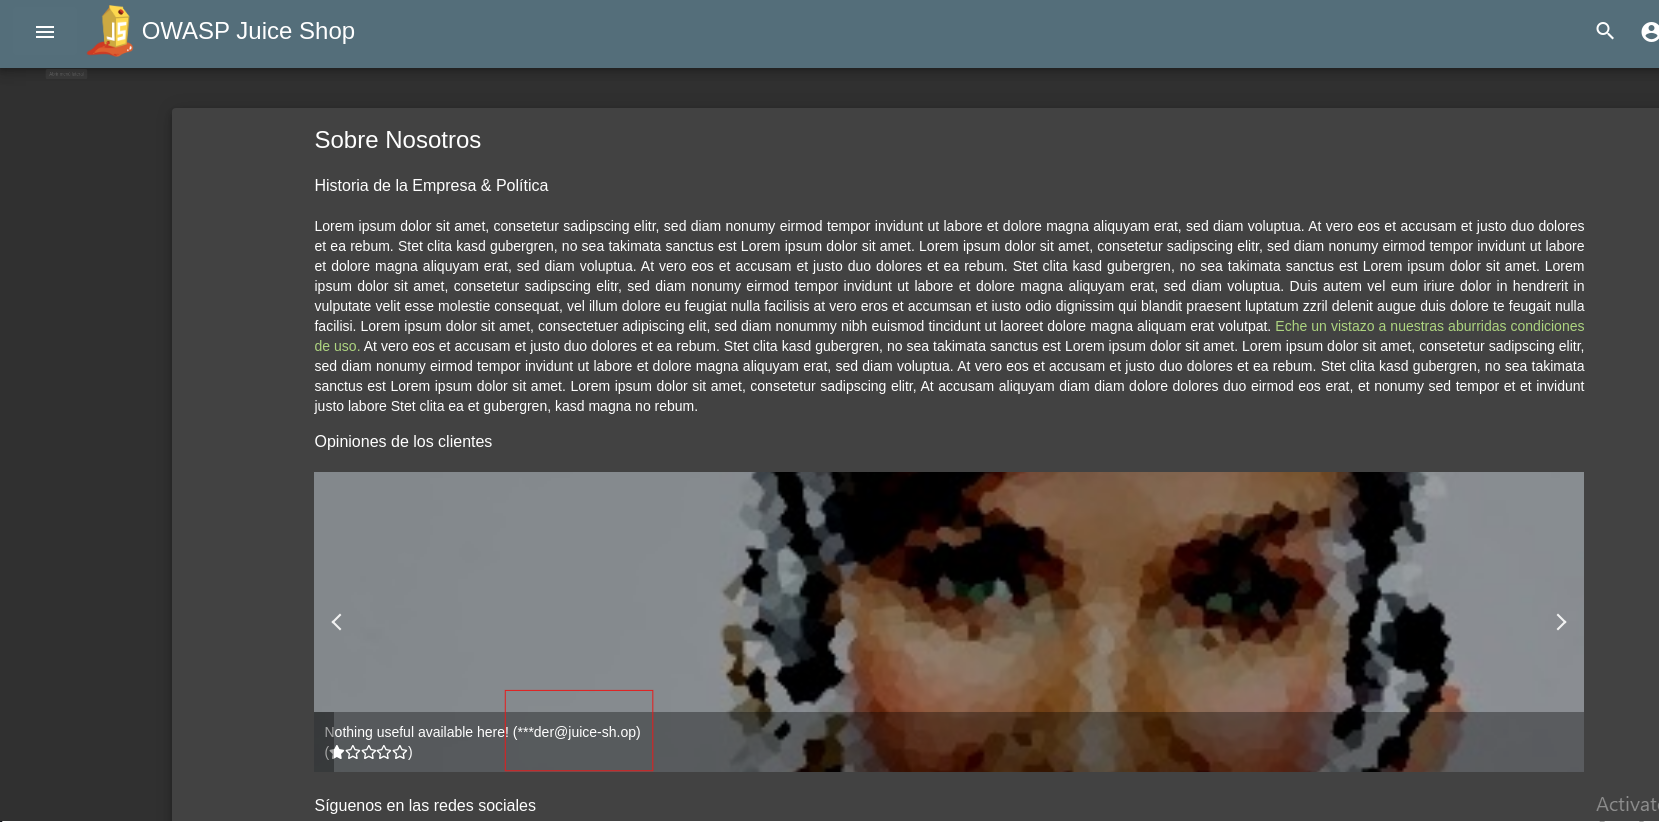 OWASP Juice Shop
Sobre Nosotros
Historia de la Empresa & Política
Lorem ipsum dolor sit amet, consetetur sadipscing elitr, sed diam nonumy eirmod tempor invidunt ut labore et dolore magna aliquyam erat, sed diam voluptua. At vero eos et accusam et justo duo dolores
et ea rebum. Stet clita kasd gubergren, no sea takimata sanctus est Lorem ipsum dolor sit amet. Lorem ipsum dolor sit amet, consetetur sadipscing elitr, sed diam nonumy eirmod tempor invidunt ut labore
et dolore magna aliquyam erat, sed diam voluptua. At vero eos et accusam et justo duo dolores et ea rebum. Stet clita kasd gubergren, no sea takimata sanctus est Lorem ipsum dolor sit amet. Lorem
ipsum dolor sit amet, consetetur sadipscing elitr, sed diam nonumy eirmod tempor invidunt ut labore et dolore magna aliquyam erat, sed diam voluptua. Duis autem vel eum iriure dolor in hendrerit in
vulputate velit esse molestie consequat, vel illum dolore eu feugiat nulla facilisis at vero eros et accumsan et iusto odio dignissim qui blandit praesent luptatum zzril delenit augue duis dolore te feugait nulla
facilisi. Lorem ipsum dolor sit amet, consectetuer adipiscing elit, sed diam nonummy nibh euismod tincidunt ut laoreet dolore magna aliquam erat volutpat. Eche un vistazo a nuestras aburridas condiciones
de uso. At vero eos et accusam et justo duo dolores et ea rebum. Stet clita kasd gubergren, no sea takimata sanctus est Lorem ipsum dolor sit amet. Lorem ipsum dolor sit amet, consetetur sadipscing elitr,
sed diam nonumy eirmod tempor invidunt ut labore et dolore magna aliquyam erat, sed diam voluptua. At vero eos et accusam et justo duo dolores et ea rebum. Stet clita kasd gubergren, no sea takimata
sanctus est Lorem ipsum dolor sit amet. Lorem ipsum dolor sit amet, consetetur sadipscing elitr, At accusam aliquyam diam diam dolore dolores duo eirmod eos erat, et nonumy sed tempor et et invidunt
justo labore Stet clita ea et gubergren, kasd magna no rebum.
Opiniones de los clientes
Nothing useful available here! (***der@juice-sh.op)
(★☆☆☆☆)
Síguenos en las redes sociales
Activat